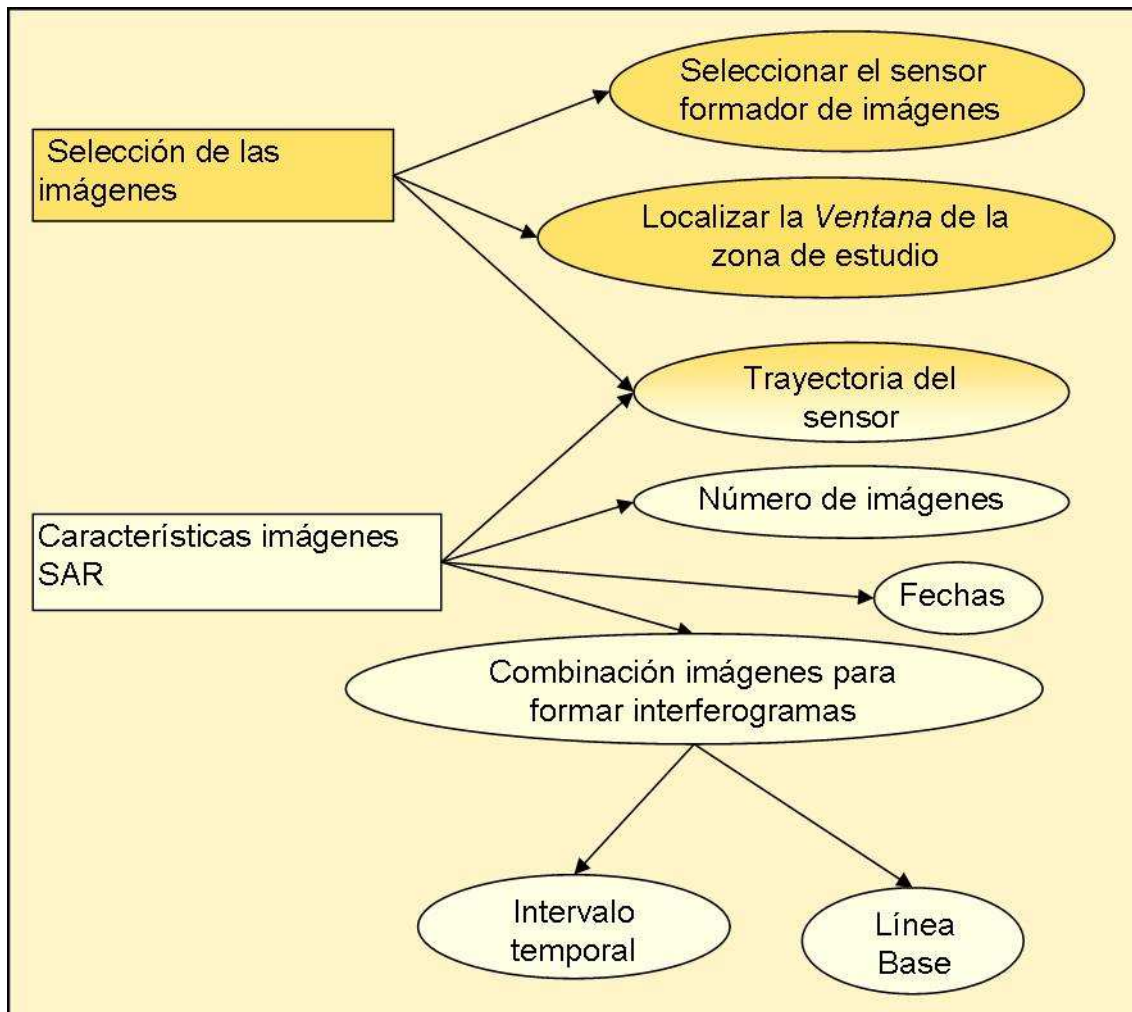 Seleccionar el sensor
formador de imágenes
Selección de las
imágenes
Localizar la Ventana de la
zona de estudio
Trayectoria del
sensor
Número de imágenes
Características imágenes
SAR
Fechas
Combinación imágenes para
formar interferogramas
Intervalo
temporal
Línea
Base